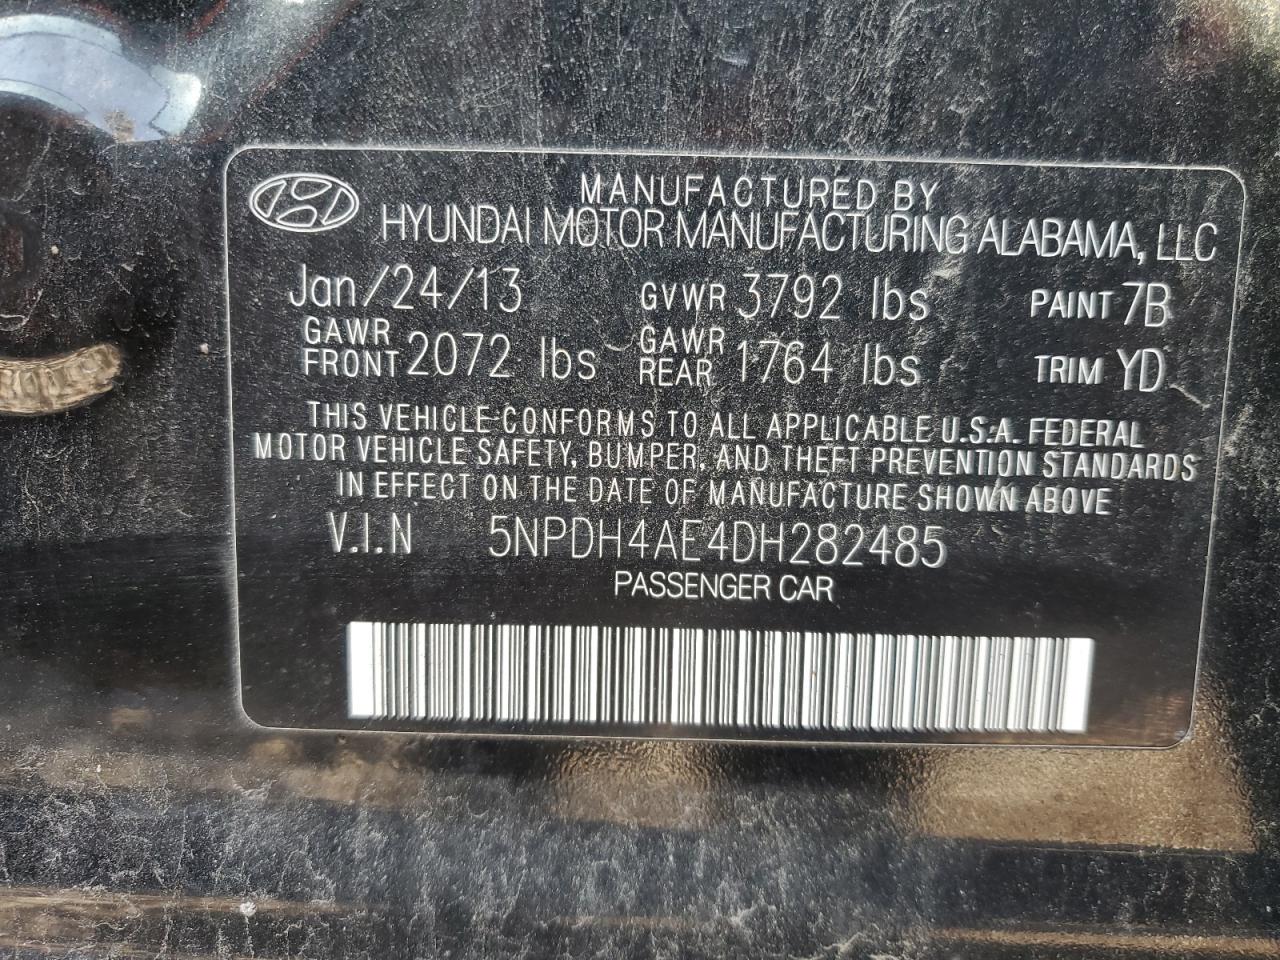 MANUFACTURED BY
HYUNDAI MOTOR MANUFACTURING ALABAMA, LLC
Jan/24/13 GVWR 3792 lbs PAINT 7B
GAWR FRONT 2072 lbs GAWR REAR 1764 lbs TRIM YD
THIS VEHICLE CONFORMS TO ALL APPLICABLE U.S.A. FEDERAL
MOTOR VEHICLE SAFETY, BUMPER, AND THEFT PREVENTION STANDARDS
IN EFFECT ON THE DATE OF MANUFACTURE SHOWN ABOVE
V.I.N 5NPDH4AE4DH282485
PASSENGER CAR